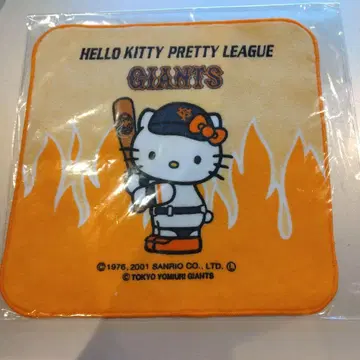 HELLO KITTY PRETTY LEAGUE
GIANTS
©1976, 2001 SANRIO CO., LTD. Ⓛ
© TOKYO YOMIURI GIANTS